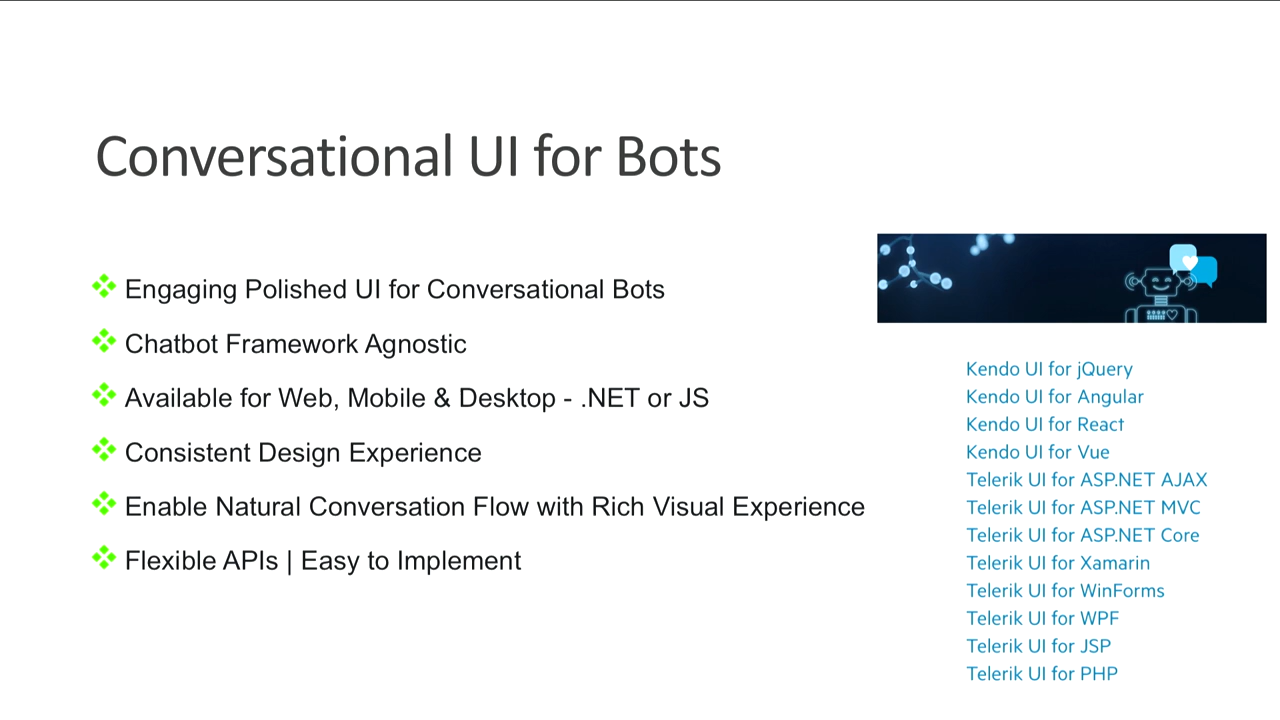 Conversational UI for Bots
Engaging Polished UI for Conversational Bots
Chatbot Framework Agnostic
Available for Web, Mobile & Desktop - .NET or JS
Consistent Design Experience
Enable Natural Conversation Flow with Rich Visual Experience
Flexible APIs | Easy to Implement
Kendo UI for jQuery
Kendo UI for Angular
Kendo UI for React
Kendo UI for Vue
Telerik UI for ASP.NET AJAX
Telerik UI for ASP.NET MVC
Telerik UI for ASP.NET Core
Telerik UI for Xamarin
Telerik UI for WinForms
Telerik UI for WPF
Telerik UI for JSP
Telerik UI for PHP